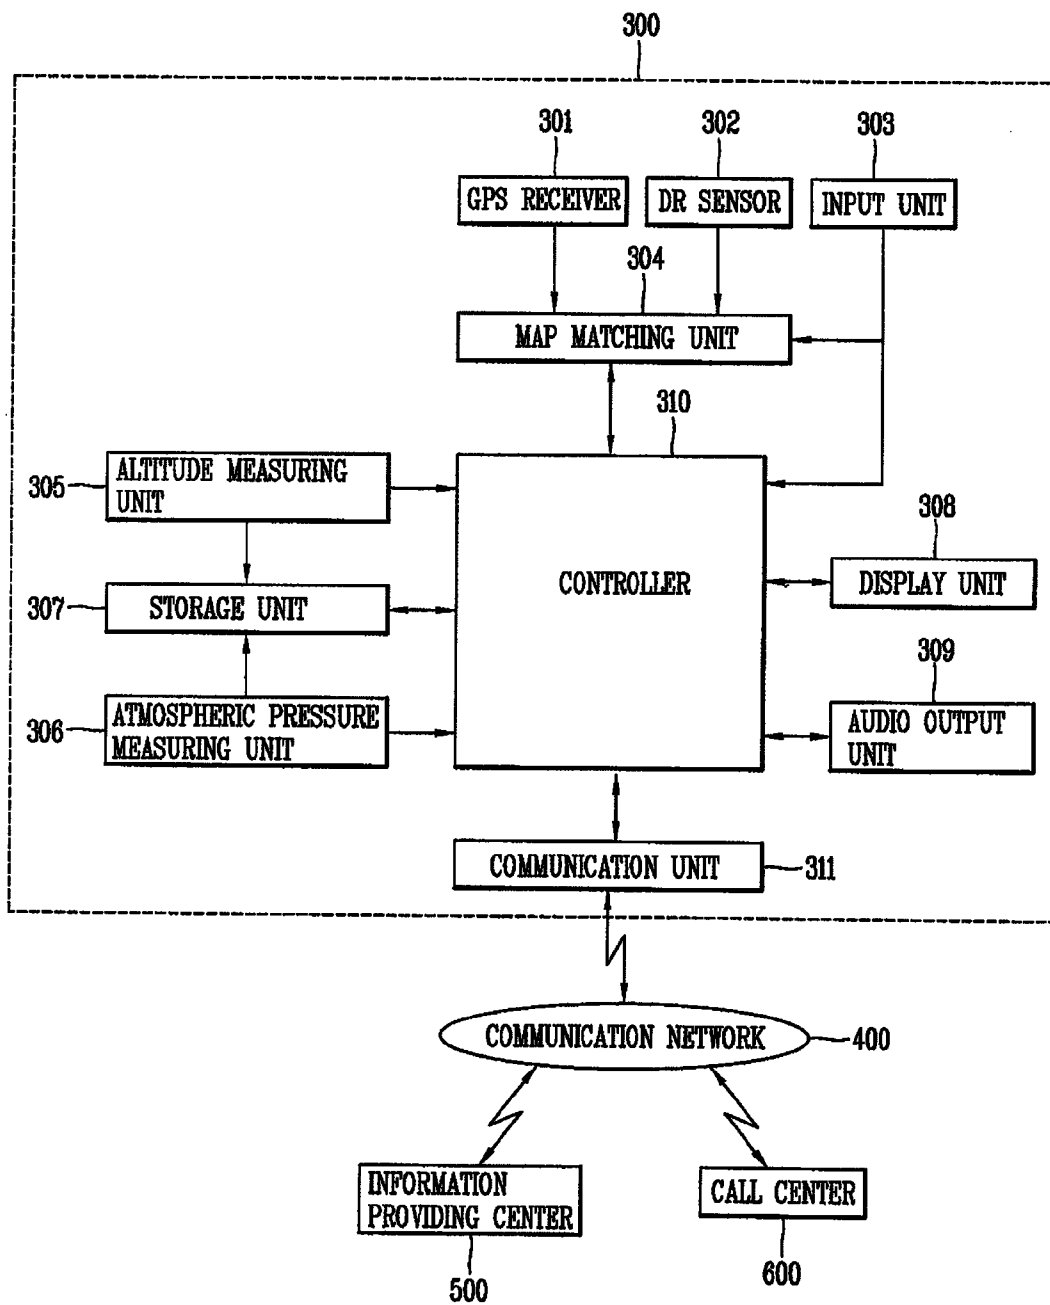 300
301
302
303
GPS RECEIVER
DR SENSOR
INPUT UNIT
304
MAP MATCHING UNIT
310
305
ALTITUDE MEASURING
UNIT
308
CONTROLLER
DISPLAY UNIT
307
STORAGE UNIT
309
306
ATMOSPHERIC PRESSURE
MEASURING UNIT
AUDIO OUTPUT
UNIT
COMMUNICATION UNIT
311
COMMUNICATION NETWORK
400
INFORMATION
PROVIDING CENTER
CALL CENTER
500
600